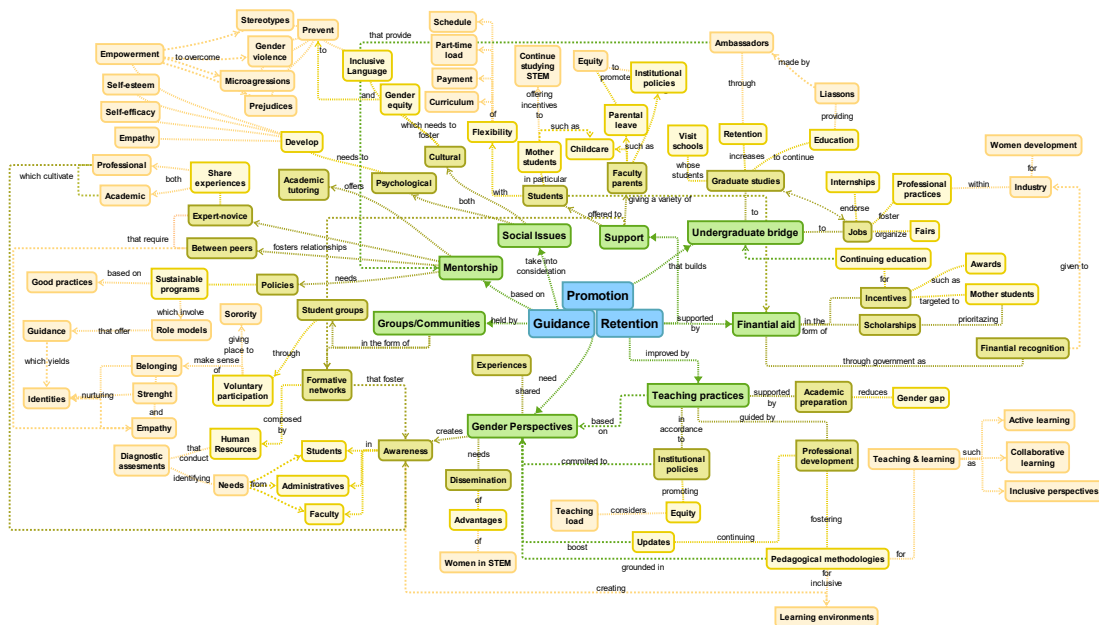 Stereotypes
Prevent
Schedule
that provide
Ambassadors
Empowerment
to overcome
Gender
violence
to
Inclusive
Language
Part-time
load
Continue
studying
STEM
Equity
to
promote
Institutional
policies
made by
Microagressions
Self-esteem
Prejudices
and
Gender
equity
Payment
Curriculum
offering
incentives
to
through
Liassons
Self-efficacy
of
Parental
leave
providing
which needs to
foster
Flexibility
such as
Visit
schools
Retention
Education
Empathy
Develop
Mother
students
Childcare
such as
Women development
Professional
Share
experiences
needs to
Cultural
whose
students
increases
to continue
which cultivate
both
Academic
tutoring
offers
Psychological
in particular
Faculty
parents
Graduate studies
for
Academic
with
Students
giving a variety of
Internships
endorse
Professional
practices
within
Industry
both
foster
Expert-novice
offered to
to
that require
Social Issues
Support
Undergraduate bridge
to
Jobs
organize
Fairs
Between peers
fosters relationships
take into
consideration
Continuing education
Mentorship
that builds
given to
Good practices
based on
Sustainable
programs
Policies
needs
based on
Promotion
for
such as
Awards
Incentives
targeted to
Mother students
which involve
Student groups
Sorority
Guidance
that offer
Role models
giving
place to
Groups/Communities
held by
Guidance
Retention
supported
by
Finantial aid
in the
form of
Scholarships
prioritazing
in the form of
Finantial recognition
which yields
Belonging
make sense
of
through
Experiences
improved by
through government as
need
Identities
nurturing
Strenght
Voluntary
participation
Formative
networks
that foster
shared
Teaching practices
supported
by
Academic
preparation
reduces
Gender gap
and
Empathy
composed
by
Gender Perspectives
based
on
in
accordance
to
guided by
Active learning
Diagnostic
assesments
that
conduct
Human
Resources
Students
in
Awareness
creates
needs
commited to
Institutional
policies
Professional
development
Teaching & learning
such
as
Collaborative
learning
identifying
Needs
from
Administratives
Dissemination
promoting
Inclusive perspectives
Faculty
of
Teaching
load
considers
Equity
fostering
Advantages
of
boost
Updates
continuing
Women in STEM
grounded in
Pedagogical methodologies
for
for
inclusive
creating
Learning environments